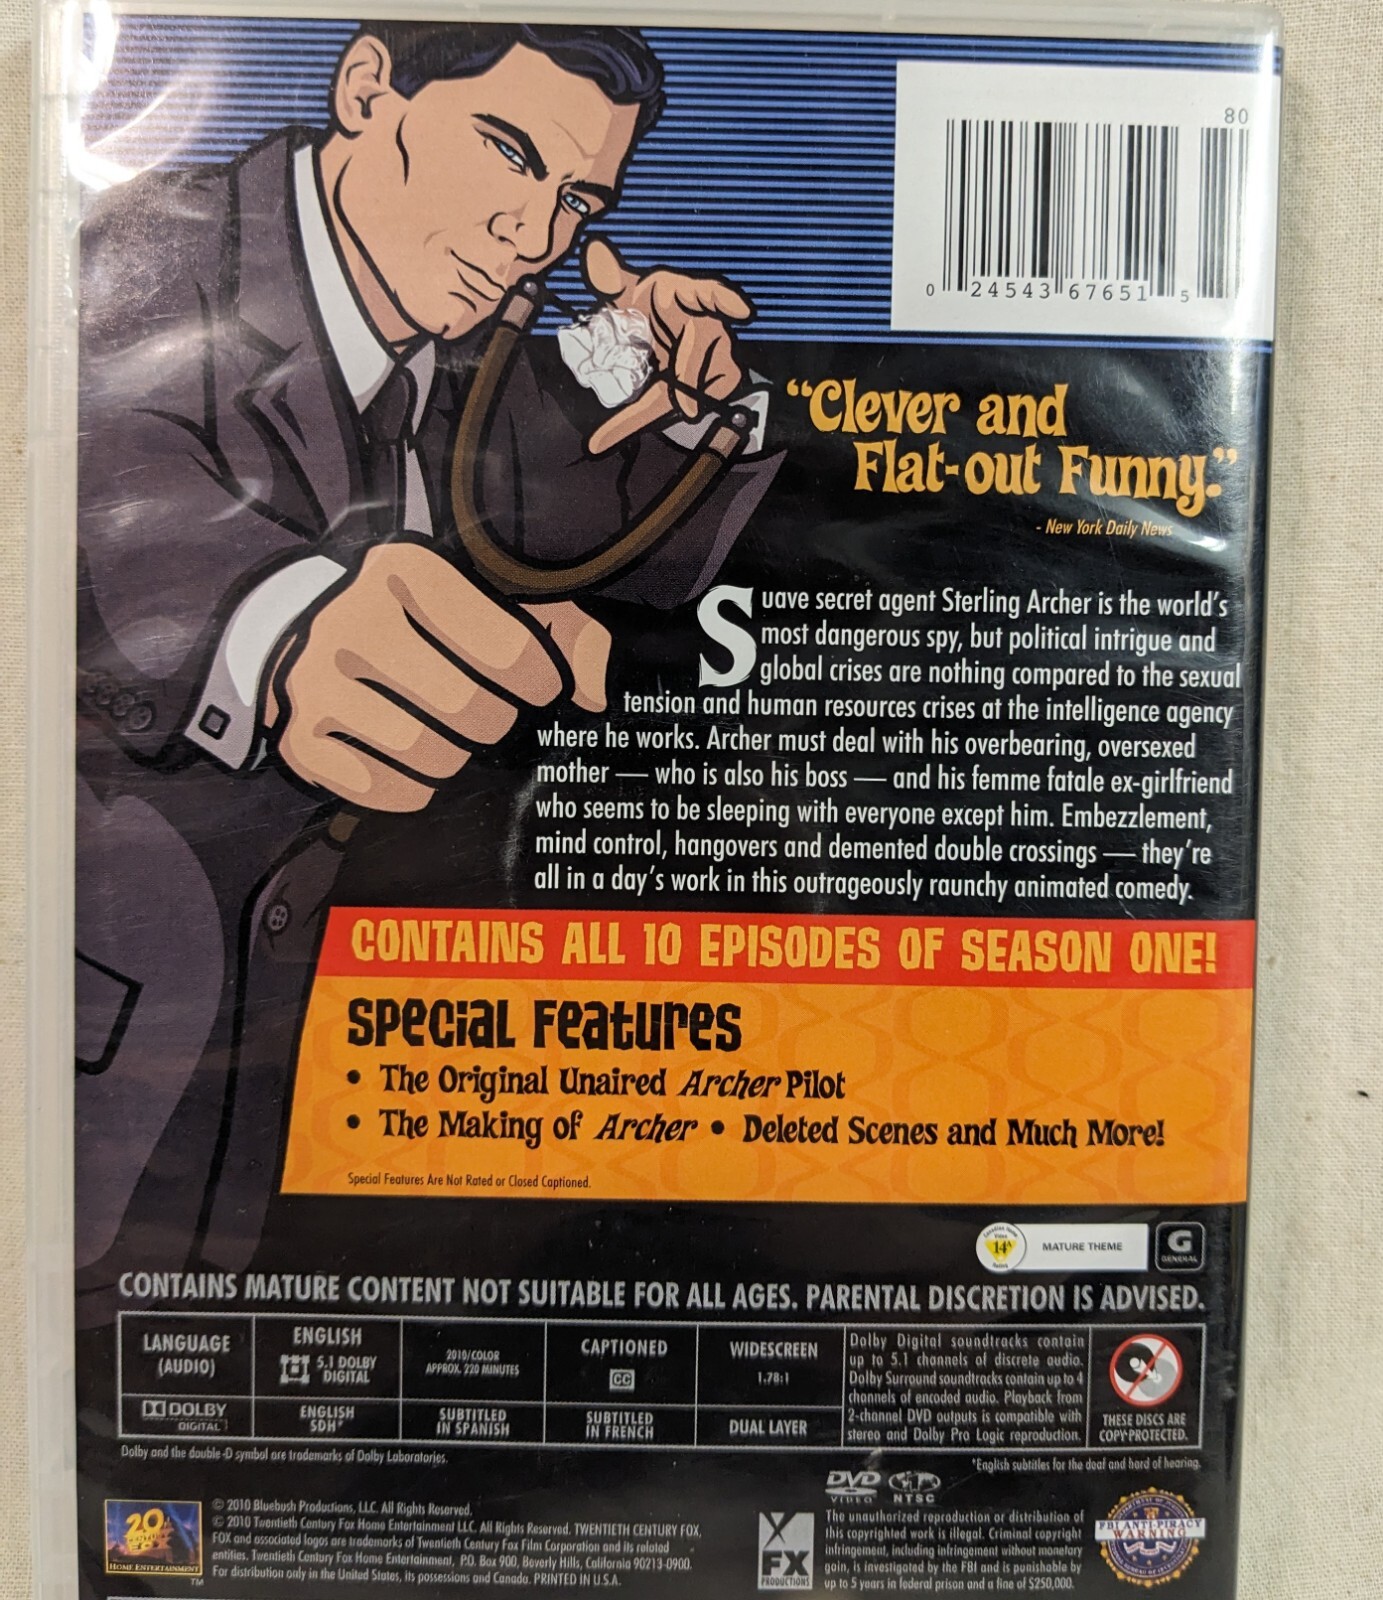 80
0 24543 67651 5
“Clever and
Flat-out Funny.”
- New York Daily News
Suave secret agent Sterling Archer is the world’s
most dangerous spy, but political intrigue and
global crises are nothing compared to the sexual
tension and human resources crises at the intelligence agency
where he works. Archer must deal with his overbearing, oversexed
mother — who is also his boss — and his femme fatale ex-girlfriend
who seems to be sleeping with everyone except him. Embezzlement,
mind control, hangovers and demented double crossings — they’re
all in a day’s work in this outrageously raunchy animated comedy.
CONTAINS ALL 10 EPISODES OF SEASON ONE!
Special Features
• The Original Unaired Archer Pilot
• The Making of Archer • Deleted Scenes and Much More!
Special Features Are Not Rated or Closed Captioned.
14A
MATURE THEME
G
GENERAL
CONTAINS MATURE CONTENT NOT SUITABLE FOR ALL AGES. PARENTAL DISCRETION IS ADVISED.
LANGUAGE
(AUDIO)
ENGLISH
5.1 DOLBY
DIGITAL
2010/COLOR
APPROX. 220 MINUTES
CAPTIONED
CC
WIDESCREEN
1.78:1
DOLBY
DIGITAL
ENGLISH
SDH*
SUBTITLED
IN SPANISH
SUBTITLED
IN FRENCH
DUAL LAYER
Dolby Digital soundtracks contain
up to 5.1 channels of discrete audio.
Dolby Surround soundtracks contain up to 4
channels of encoded audio. Playback from
2-channel DVD outputs is compatible with
stereo and Dolby Pro Logic reproduction.
THESE DISCS ARE
COPY-PROTECTED.
Dolby and the double-D symbol are trademarks of Dolby Laboratories.
*English subtitles for the deaf and hard of hearing.
DVD
VIDEO
NTSC
20th
CENTURY
FOX
HOME ENTERTAINMENT
TM
© 2010 Bluebush Productions, LLC. All Rights Reserved.
© 2010 Twentieth Century Fox Home Entertainment LLC. All Rights Reserved. TWENTIETH CENTURY FOX,
FOX and associated logos are trademarks of Twentieth Century Fox Film Corporation and its related
entities. Twentieth Century Fox Home Entertainment, P.O. Box 900, Beverly Hills, California 90213-0900.
For distribution only in the United States, its possessions and Canada. PRINTED IN U.S.A.
FX
PRODUCTIONS
The unauthorized reproduction or distribution of
this copyrighted work is illegal. Criminal copyright
infringement, including infringement without monetary
gain, is investigated by the FBI and is punishable by
up to 5 years in federal prison and a fine of $250,000.
FBI ANTI-PIRACY
WARNING